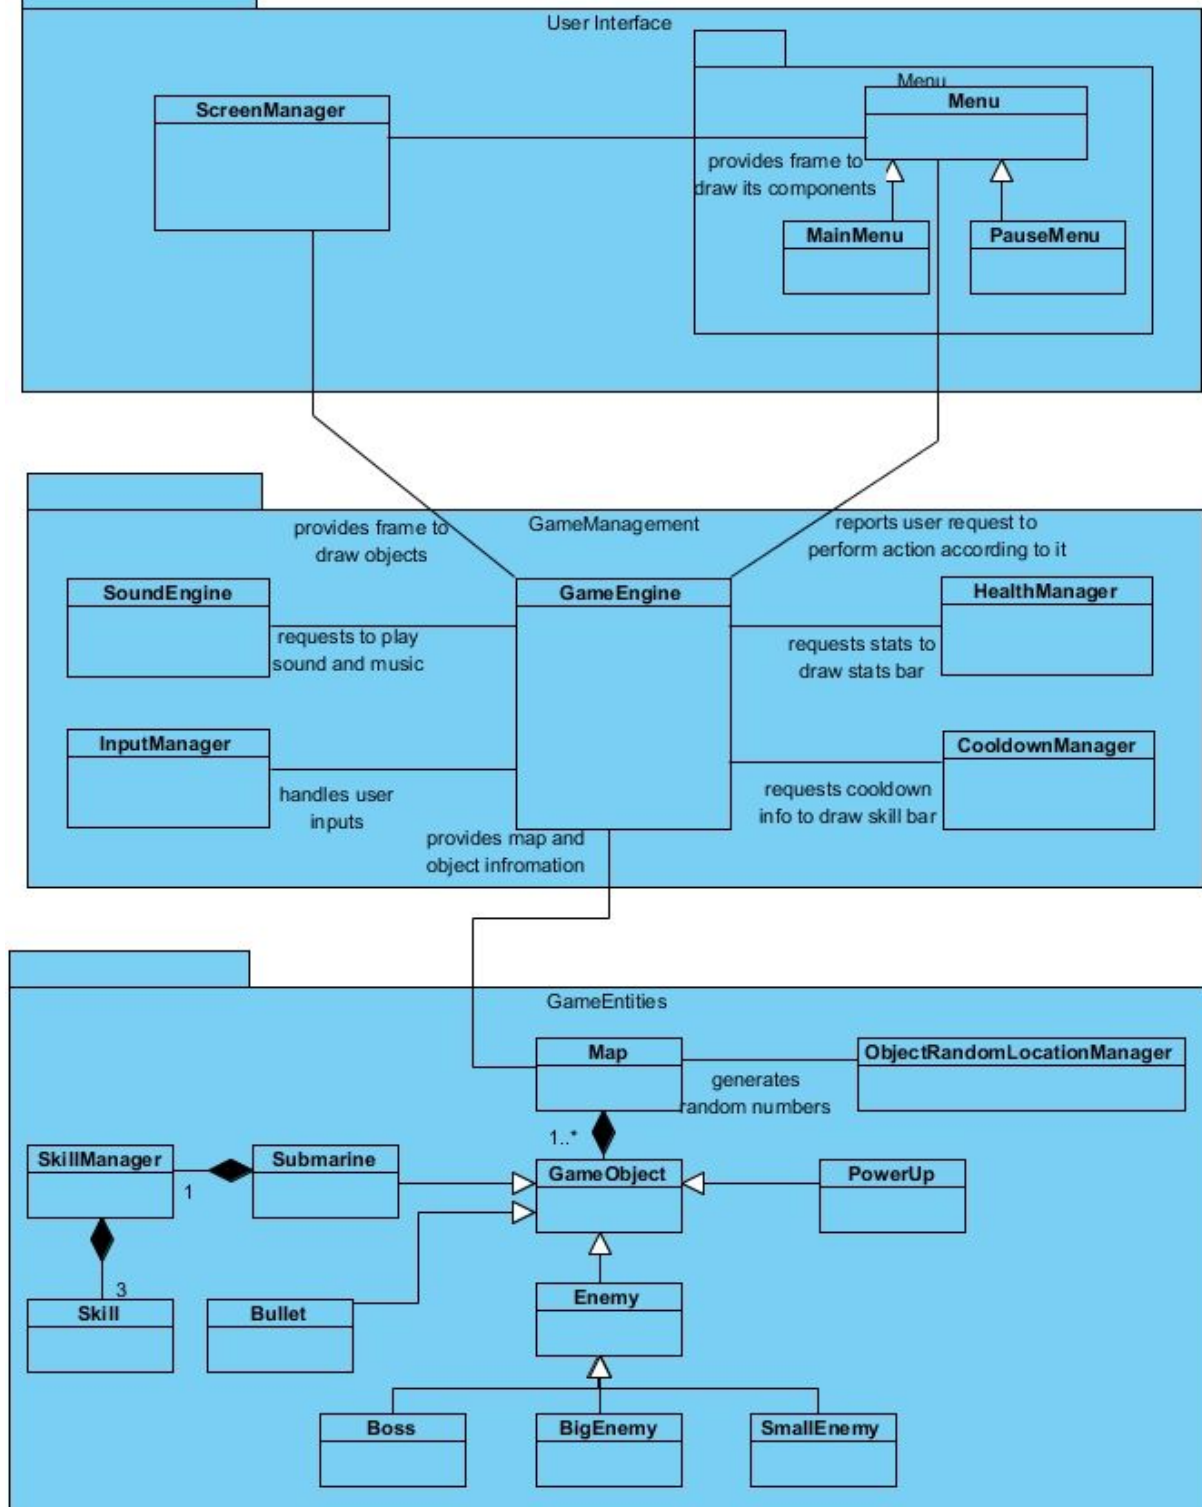 User Interface
Menu
ScreenManager
Menu
provides frame to
draw its components
MainMenu
PauseMenu
GameManagement
provides frame to
draw objects
reports user request to
perform action according to it
SoundEngine
GameEngine
HealthManager
requests to play
sound and music
requests stats to
draw stats bar
InputManager
CooldownManager
handles user
inputs
requests cooldown
info to draw skill bar
provides map and
object infromation
GameEntities
Map
ObjectRandomLocationManager
generates
random numbers
1..*
SkillManager
Submarine
GameObject
PowerUp
1
3
Skill
Bullet
Enemy
Boss
BigEnemy
SmallEnemy